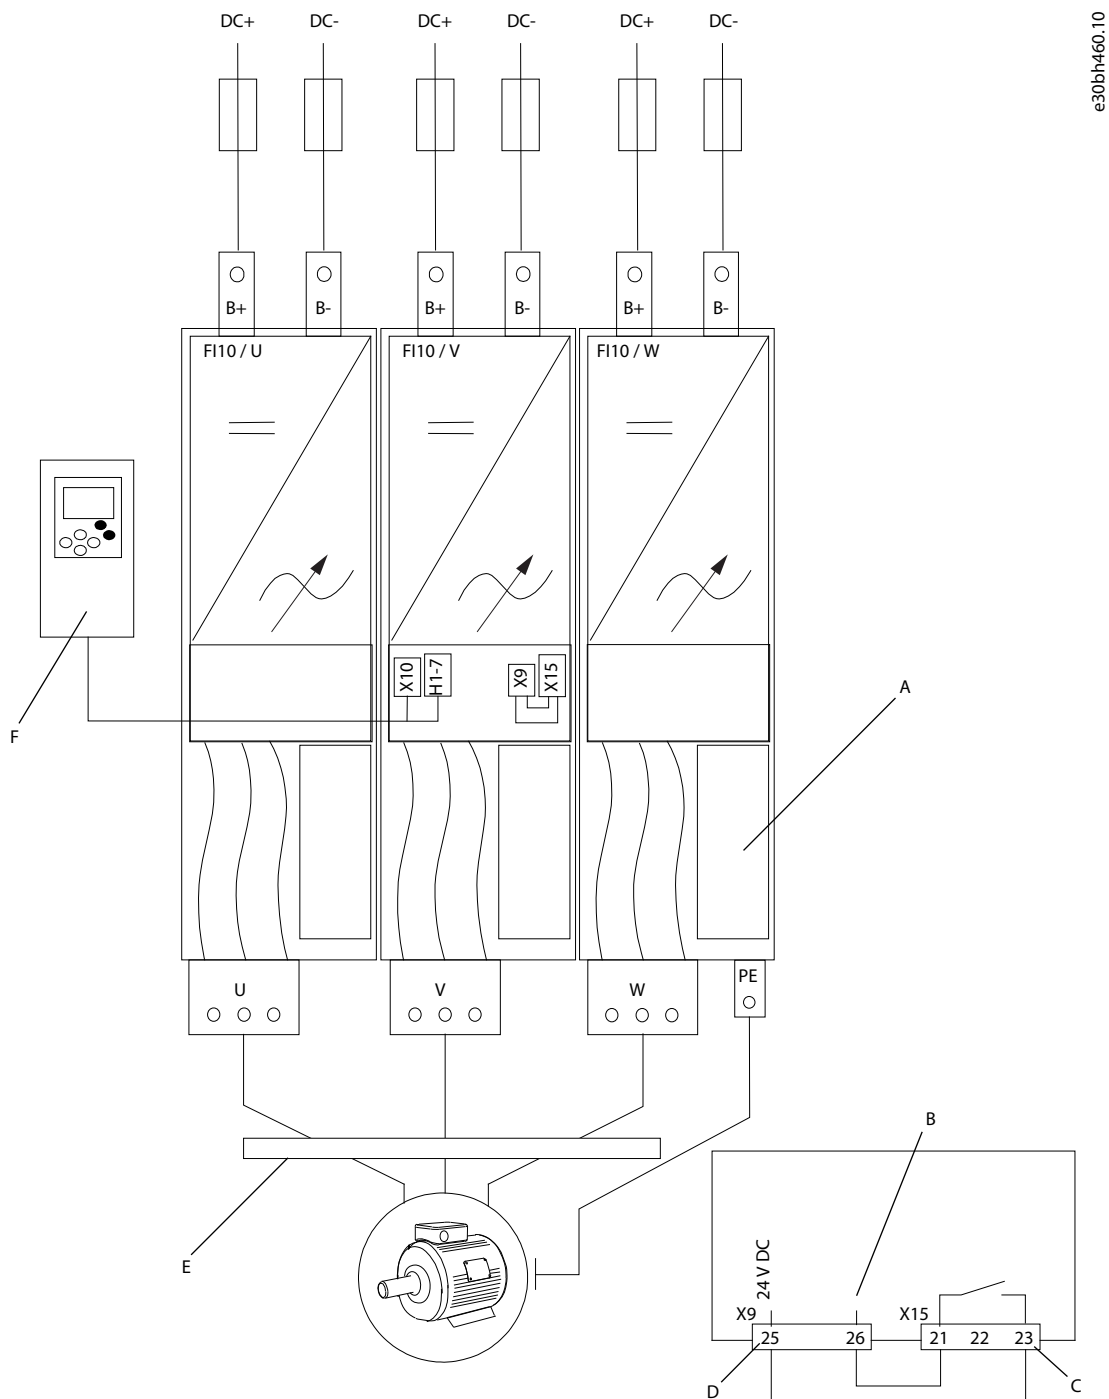 DC+ DC- DC+ DC- DC+ DC-
e30bh460.10
B+ B- B+ B- B+ B-
FI10 / U FI10 / V FI10 / W
X10 H1-7 X9 X15
A
F
U V W PE
B
E
24 V DC
X9 X15
25 26 21 22 23
D C